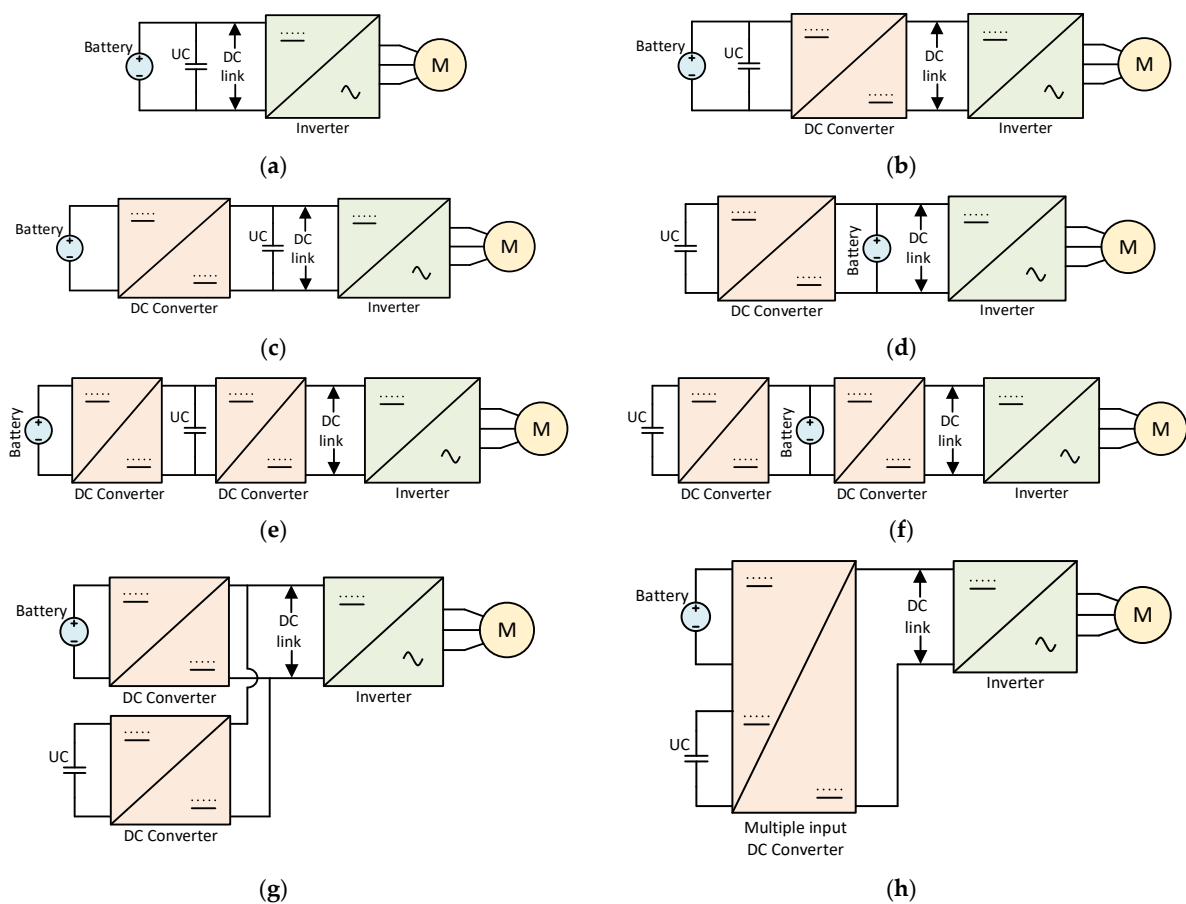 Battery
UC
DC
link
M
Inverter
(a)
Battery
UC
DC
link
M
DC Converter
Inverter
(b)
Battery
UC
DC
link
M
DC Converter
Inverter
(c)
UC
Battery
DC
link
M
DC Converter
Inverter
(d)
Battery
UC
DC
link
M
DC Converter
DC Converter
Inverter
(e)
UC
Battery
DC
link
M
DC Converter
DC Converter
Inverter
(f)
Battery
DC
link
M
DC Converter
Inverter
UC
DC Converter
(g)
Battery
DC
link
M
Inverter
UC
Multiple input
DC Converter
(h)